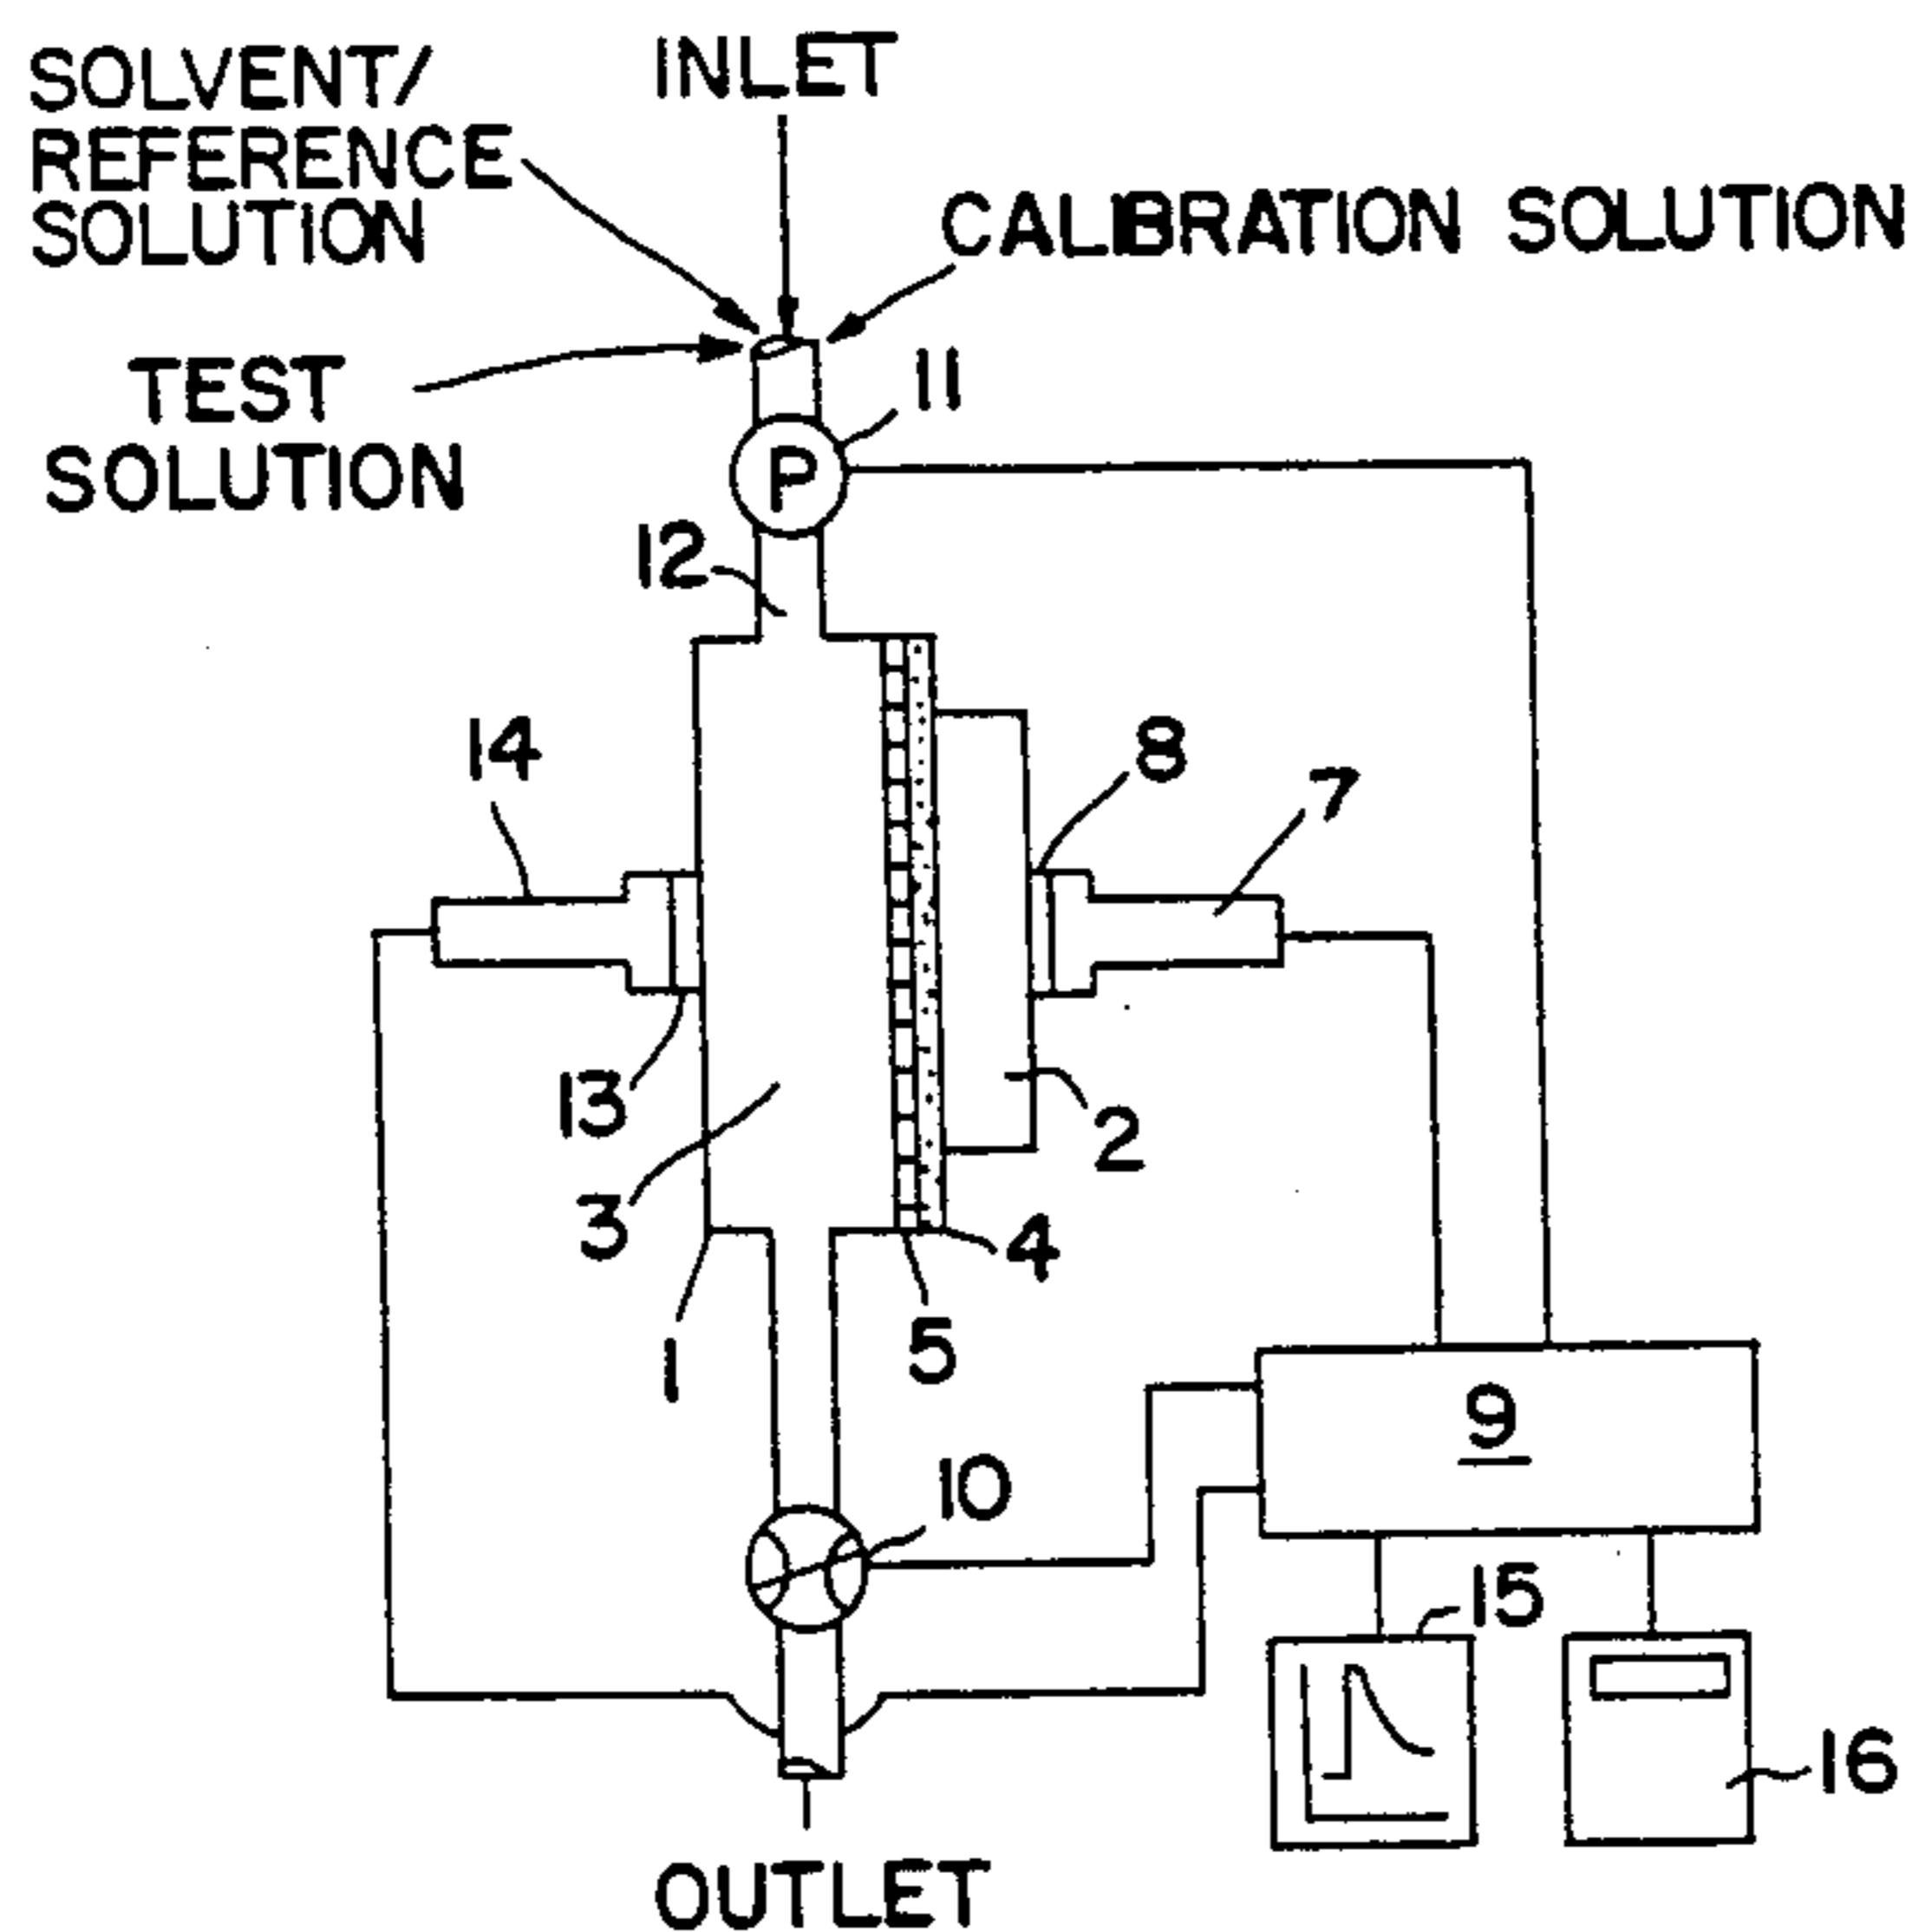 SOLVENT/
REFERENCE
SOLUTION
INLET
CALIBRATION SOLUTION
TEST
SOLUTION
11
P
12
14
8
7
13
2
3
4
1
5
9
10
15
16
OUTLET